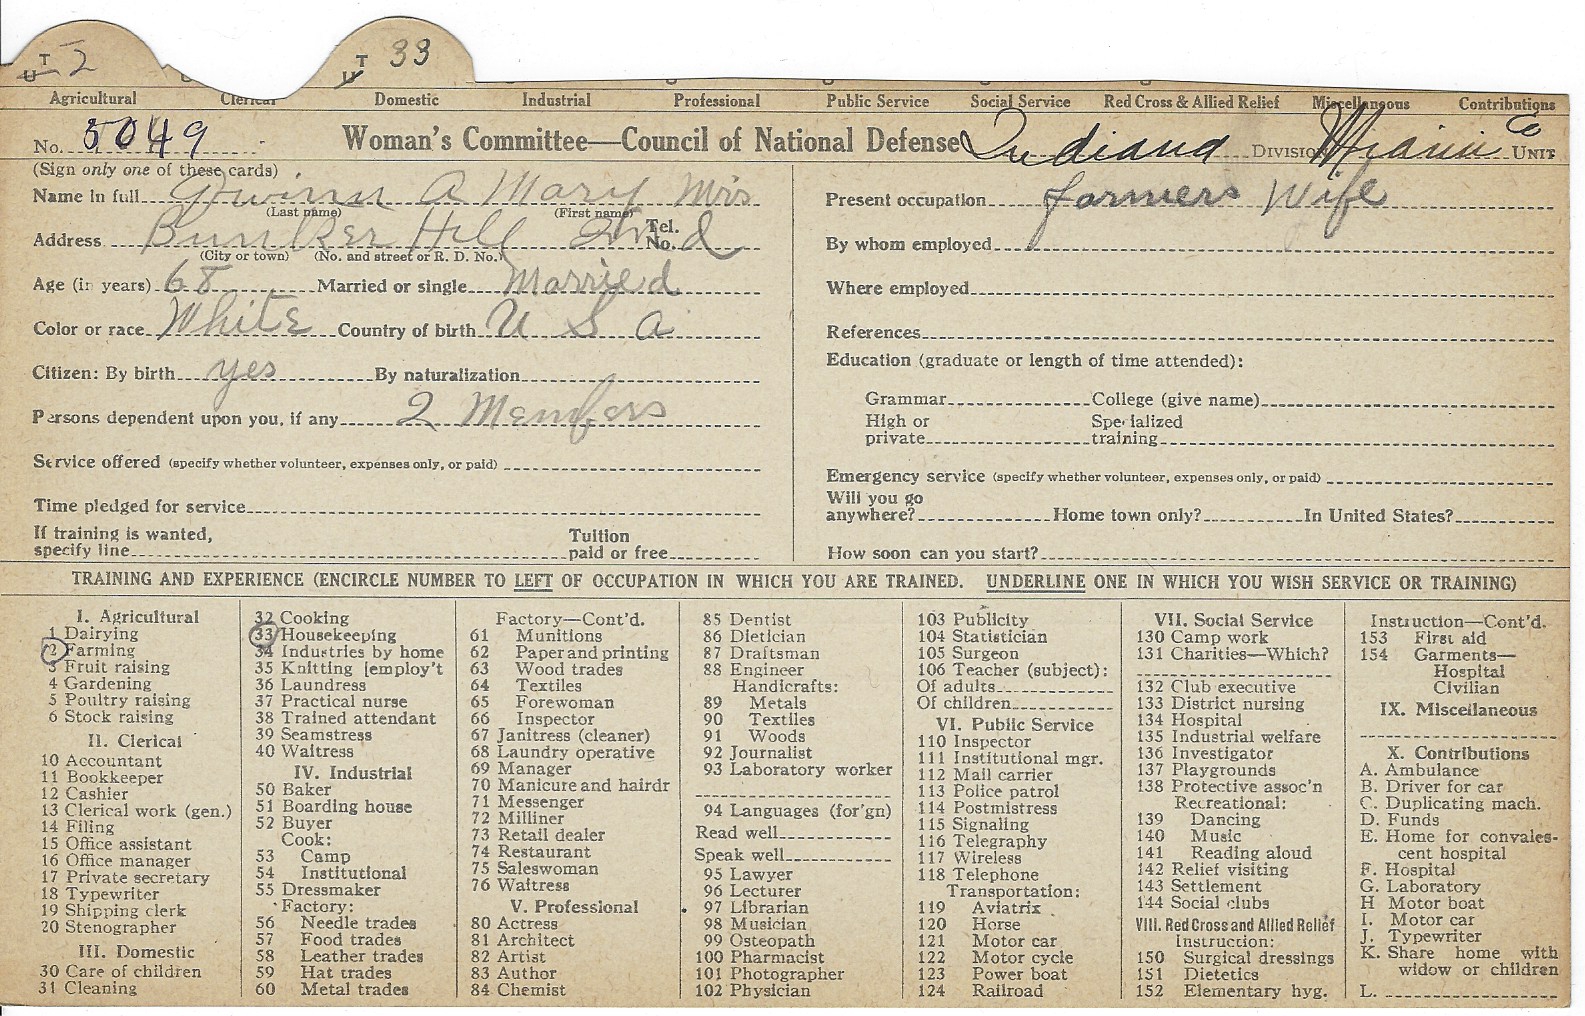 T U 2 T U 33
Agricultural Clerical Domestic Industrial Professional Public Service Social Service Red Cross & Allied Relief Miscellaneous Contributions
No. 5049 Woman's Committee—Council of National Defense Indiana DIVISION Miami Co UNIT
(Sign only one of these cards)
Name in full Gwinn A Mary Mrs
(Last name) (First name)
Address Bunker Hill Ind Tel. No.
(City or town) (No. and street or R. D. No.)
Age (in years) 68 Married or single Married
Color or race White Country of birth U S A
Citizen: By birth yes By naturalization
Persons dependent upon you, if any 2 Members
Service offered (specify whether volunteer, expenses only, or paid)
Time pledged for service
If training is wanted, specify line Tuition paid or free
Present occupation farmers Wife
By whom employed
Where employed
References
Education (graduate or length of time attended):
Grammar College (give name)
High or private Specialized training
Emergency service (specify whether volunteer, expenses only, or paid)
Will you go anywhere? Home town only? In United States?
How soon can you start?
TRAINING AND EXPERIENCE (ENCIRCLE NUMBER TO LEFT OF OCCUPATION IN WHICH YOU ARE TRAINED. UNDERLINE ONE IN WHICH YOU WISH SERVICE OR TRAINING)
I. Agricultural
1 Dairying
2 Farming
3 Fruit raising
4 Gardening
5 Poultry raising
6 Stock raising
II. Clerical
10 Accountant
11 Bookkeeper
12 Cashier
13 Clerical work (gen.)
14 Filing
15 Office assistant
16 Office manager
17 Private secretary
18 Typewriter
19 Shipping clerk
20 Stenographer
III. Domestic
30 Care of children
31 Cleaning
32 Cooking
33 Housekeeping
34 Industries by home
35 Knitting [employ't
36 Laundress
37 Practical nurse
38 Trained attendant
39 Seamstress
40 Waitress
IV. Industrial
50 Baker
51 Boarding house
52 Buyer
Cook:
53 Camp
54 Institutional
55 Dressmaker
Factory:
56 Needle trades
57 Food trades
58 Leather trades
59 Hat trades
60 Metal trades
Factory—Cont'd.
61 Munitions
62 Paper and printing
63 Wood trades
64 Textiles
65 Forewoman
66 Inspector
67 Janitress (cleaner)
68 Laundry operative
69 Manager
70 Manicure and hairdr
71 Messenger
72 Milliner
73 Retail dealer
74 Restaurant
75 Saleswoman
76 Waitress
V. Professional
80 Actress
81 Architect
82 Artist
83 Author
84 Chemist
85 Dentist
86 Dietician
87 Draftsman
88 Engineer
Handicrafts:
89 Metals
90 Textiles
91 Woods
92 Journalist
93 Laboratory worker
94 Languages (for'gn)
Read well
Speak well
95 Lawyer
96 Lecturer
97 Librarian
98 Musician
99 Osteopath
100 Pharmacist
101 Photographer
102 Physician
103 Publicity
104 Statistician
105 Surgeon
106 Teacher (subject):
Of adults
Of children
VI. Public Service
110 Inspector
111 Institutional mgr.
112 Mail carrier
113 Police patrol
114 Postmistress
115 Signaling
116 Telegraphy
117 Wireless
118 Telephone
Transportation:
119 Aviatrix
120 Horse
121 Motor car
122 Motor cycle
123 Power boat
124 Railroad
VII. Social Service
130 Camp work
131 Charities—Which?
132 Club executive
133 District nursing
134 Hospital
135 Industrial welfare
136 Investigator
137 Playgrounds
138 Protective assoc'n
Recreational:
139 Dancing
140 Music
141 Reading aloud
142 Relief visiting
143 Settlement
144 Social clubs
VIII. Red Cross and Allied Relief
Instruction:
150 Surgical dressings
151 Dietetics
152 Elementary hyg.
Instruction—Cont'd.
153 First aid
154 Garments—
Hospital
Civilian
IX. Miscellaneous
X. Contributions
A. Ambulance
B. Driver for car
C. Duplicating mach.
D. Funds
E. Home for convales-
cent hospital
F. Hospital
G. Laboratory
H Motor boat
I. Motor car
J. Typewriter
K. Share home with
widow or children
L.